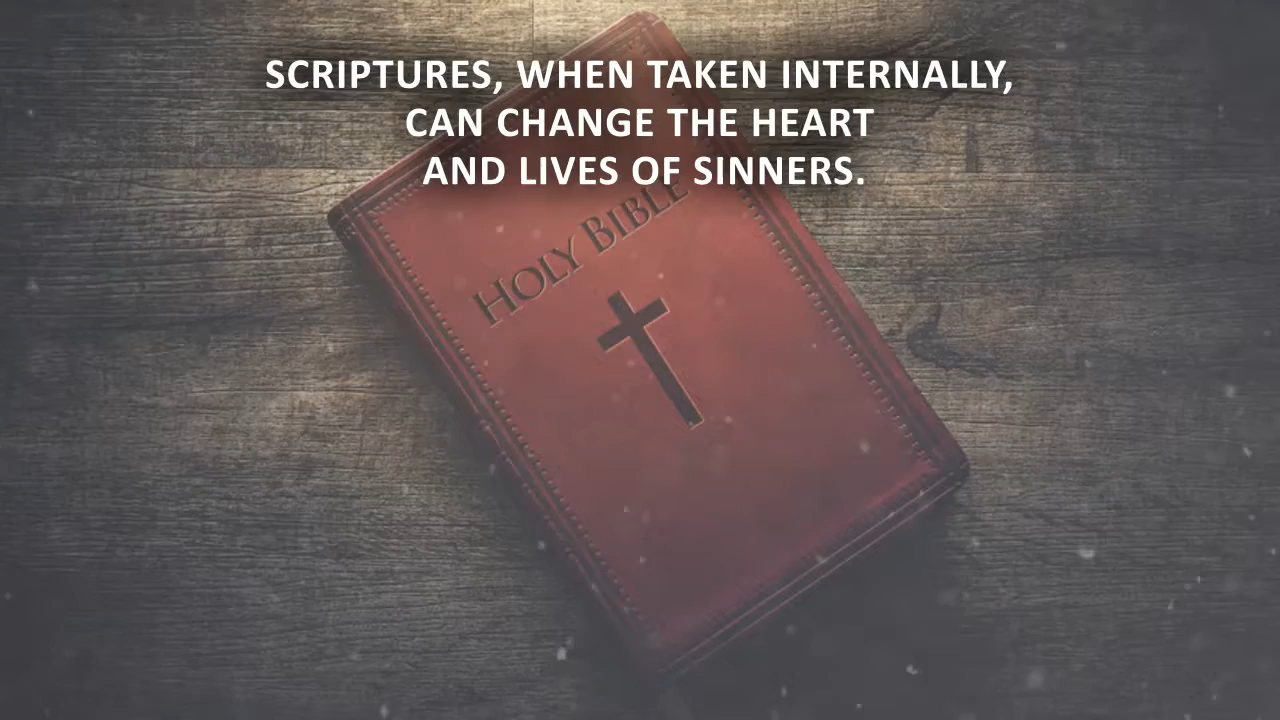 SCRIPTURES, WHEN TAKEN INTERNALLY,
CAN CHANGE THE HEART
AND LIVES OF SINNERS.
HOLY BIBLE